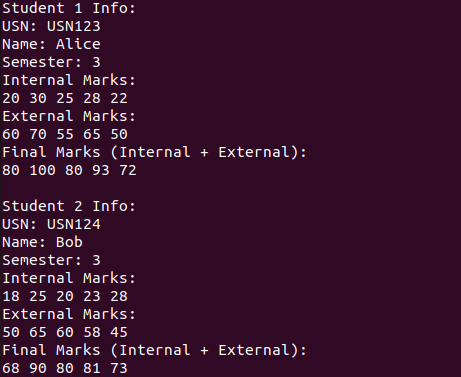 Student 1 Info:
USN: USN123
Name: Alice
Semester: 3
Internal Marks:
20 30 25 28 22
External Marks:
60 70 55 65 50
Final Marks (Internal + External):
80 100 80 93 72

Student 2 Info:
USN: USN124
Name: Bob
Semester: 3
Internal Marks:
18 25 20 23 28
External Marks:
50 65 60 58 45
Final Marks (Internal + External):
68 90 80 81 73